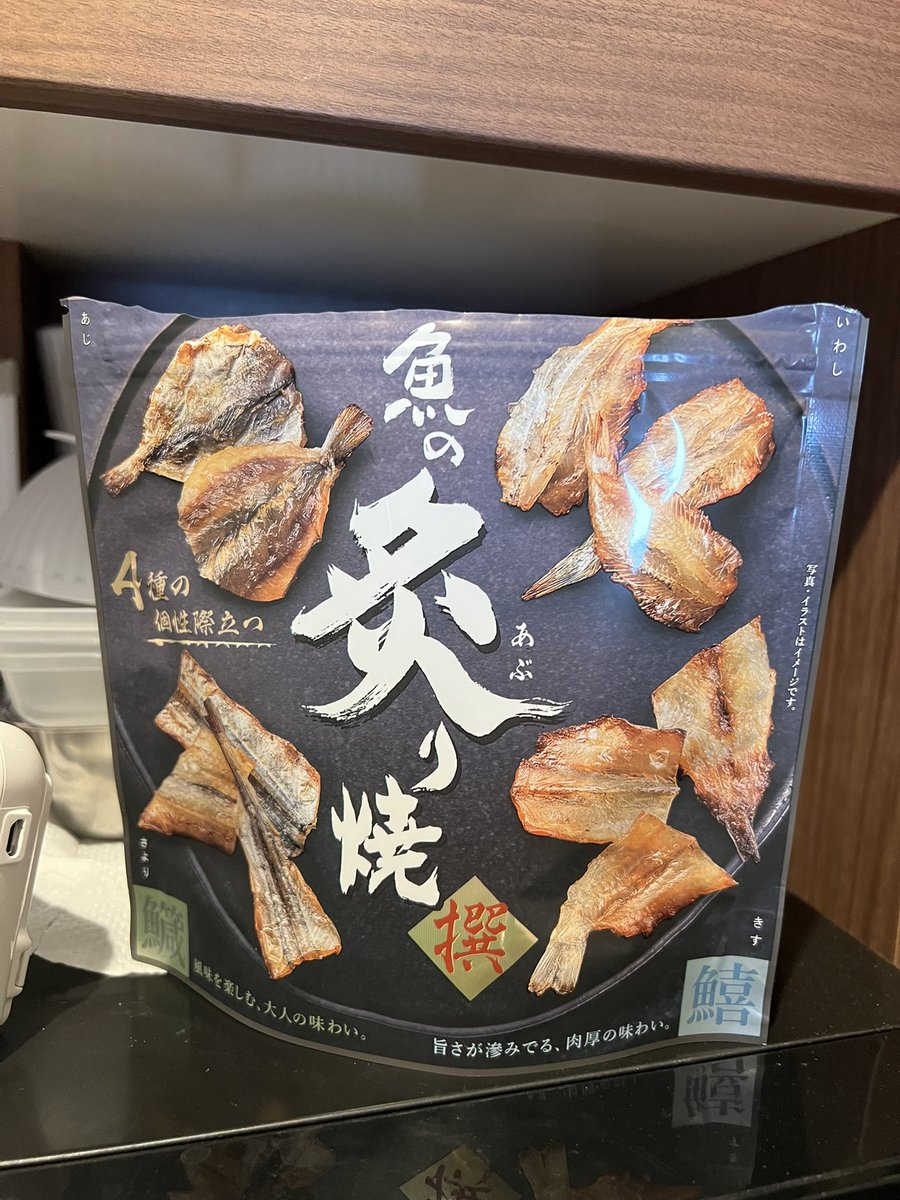 あじ
いわし
魚の
炙り
あぶ
焼
撰
4種の
個性際立つ
写真・イラストはイメージです。
さより
鱵
風味を楽しむ、大人の味わい。
きす
鱚
旨さが滲みでる、肉厚の味わい。